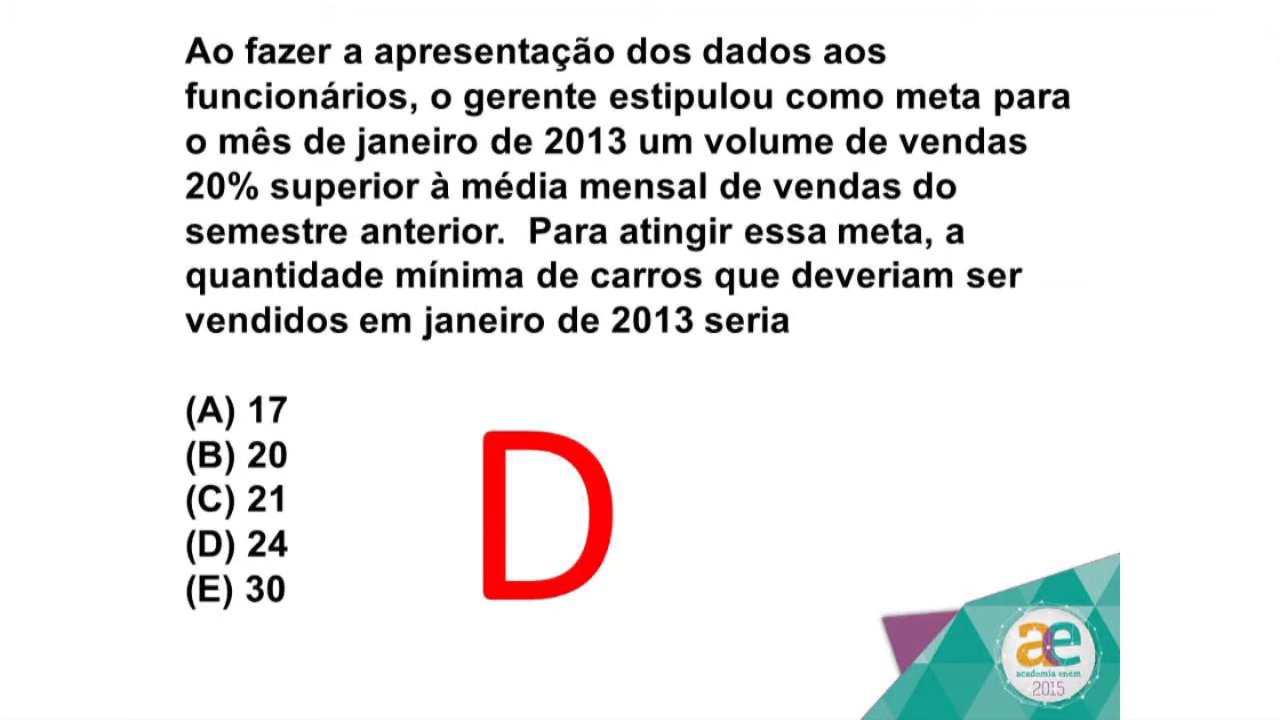 Ao fazer a apresentação dos dados aos
funcionários, o gerente estipulou como meta para
o mês de janeiro de 2013 um volume de vendas
20% superior à média mensal de vendas do
semestre anterior.  Para atingir essa meta, a
quantidade mínima de carros que deveriam ser
vendidos em janeiro de 2013 seria
(A) 17
(B) 20
(C) 21
(D) 24
(E) 30
D
ae
academia enem
2015